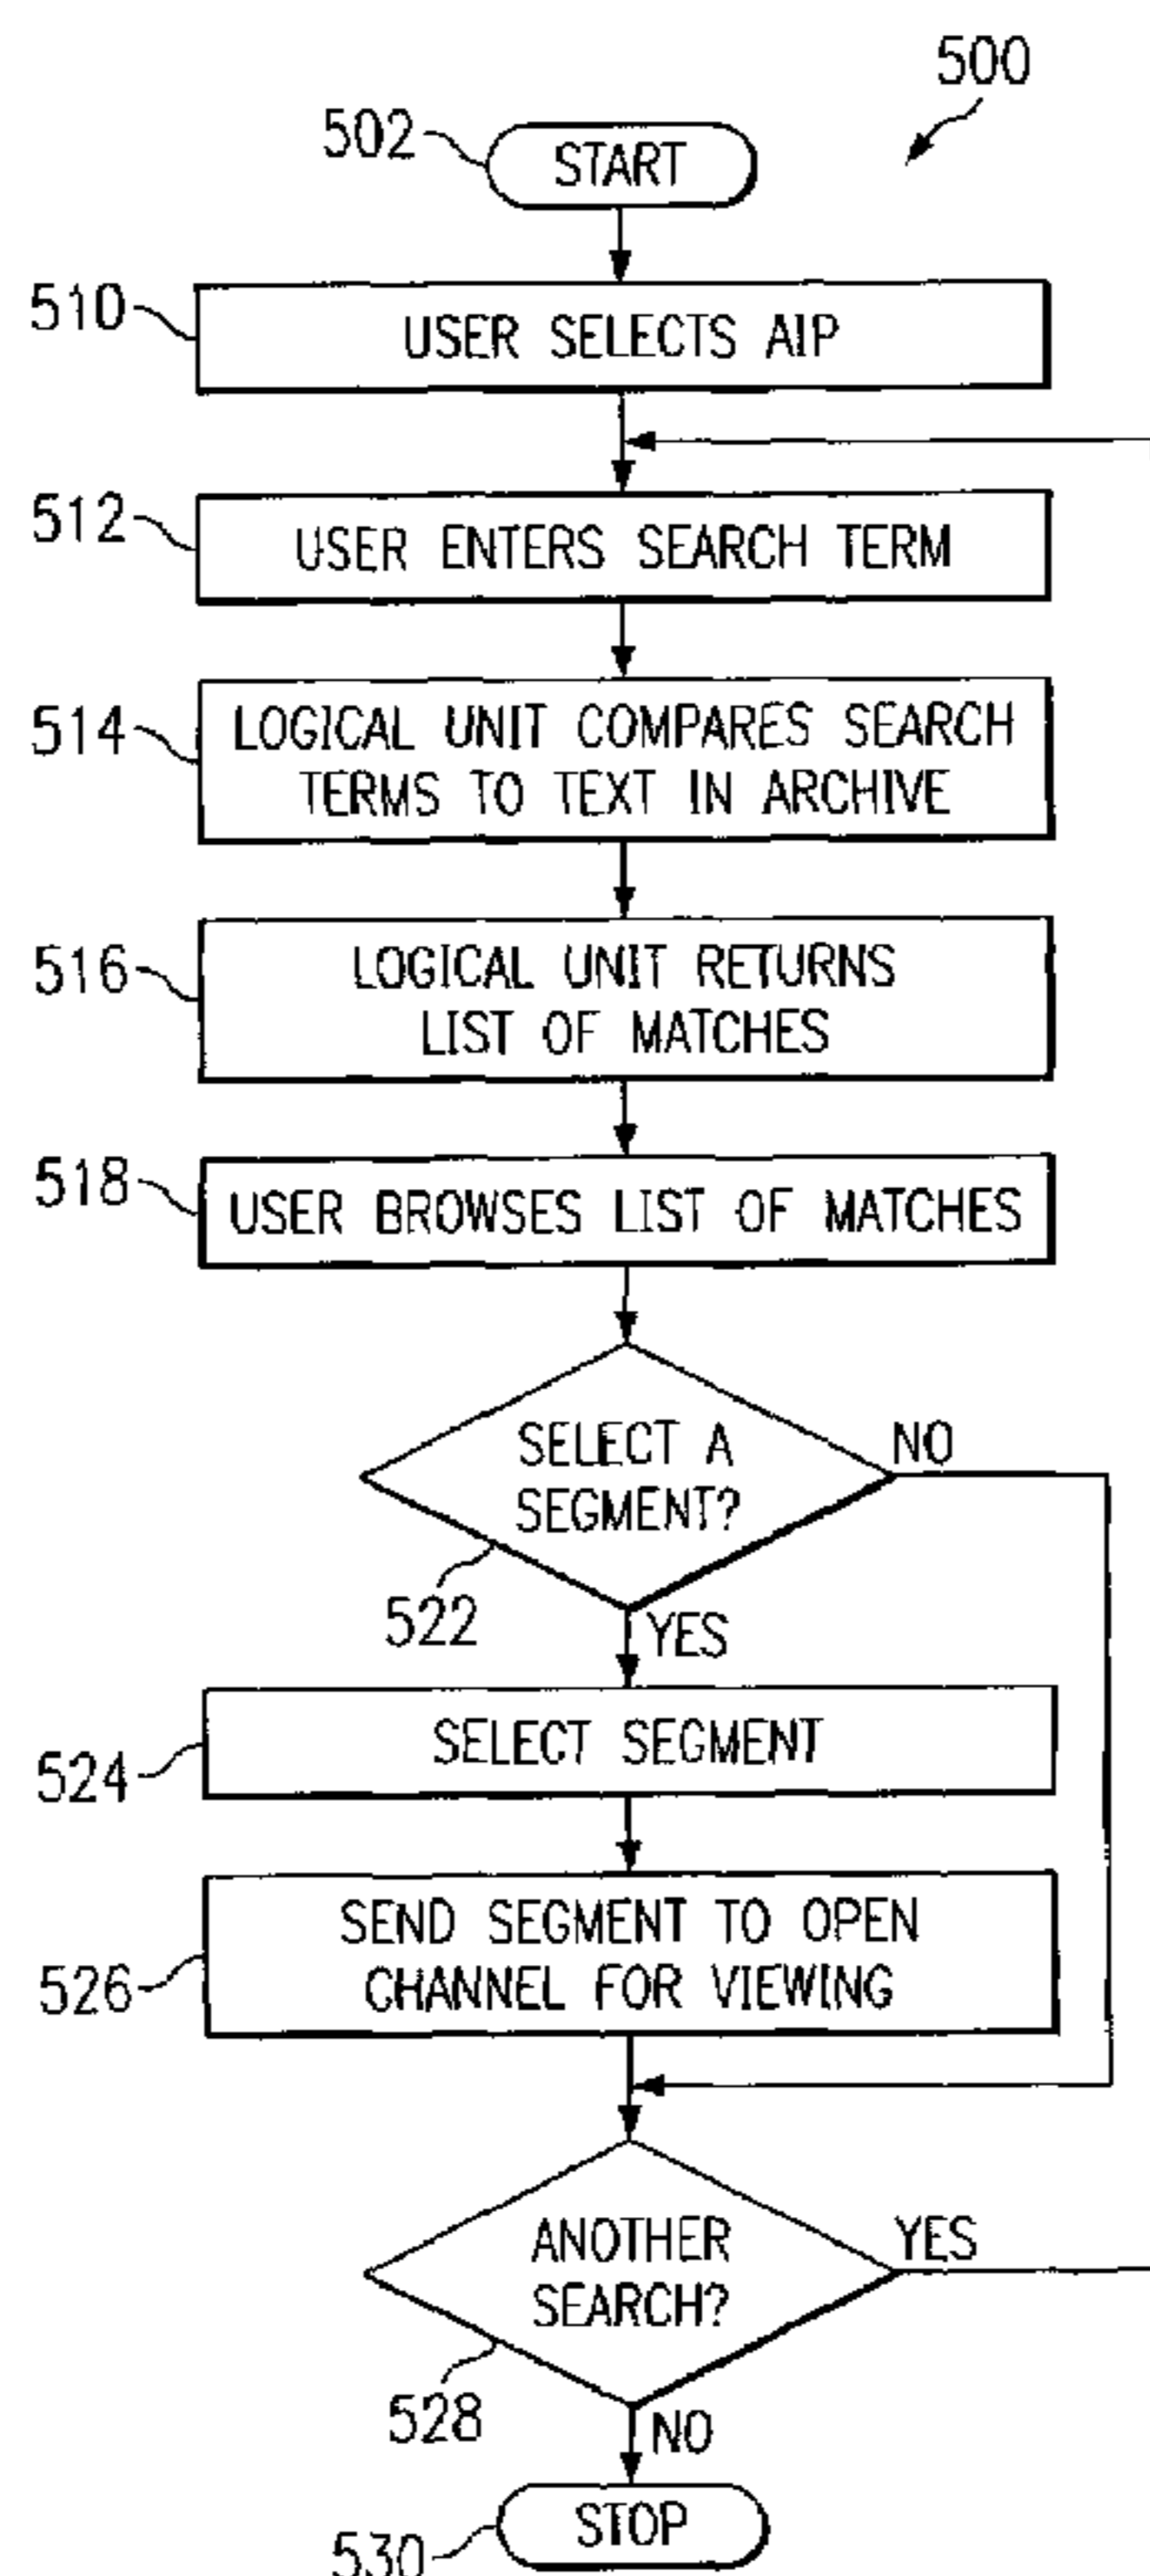 500
502
START
510
USER SELECTS AIP
512
USER ENTERS SEARCH TERM
514
LOGICAL UNIT COMPARES SEARCH
TERMS TO TEXT IN ARCHIVE
516
LOGICAL UNIT RETURNS
LIST OF MATCHES
518
USER BROWSES LIST OF MATCHES
SELECT A
SEGMENT?
NO
522
YES
524
SELECT SEGMENT
526
SEND SEGMENT TO OPEN
CHANNEL FOR VIEWING
ANOTHER
SEARCH?
YES
528
NO
530
STOP